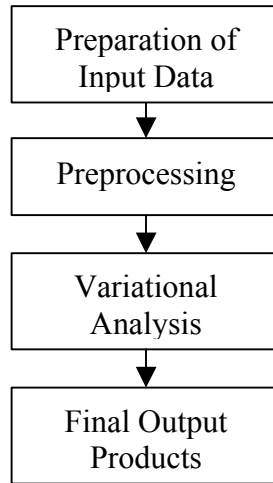 Preparation of
Input Data
Preprocessing
Variational
Analysis
Final Output
Products